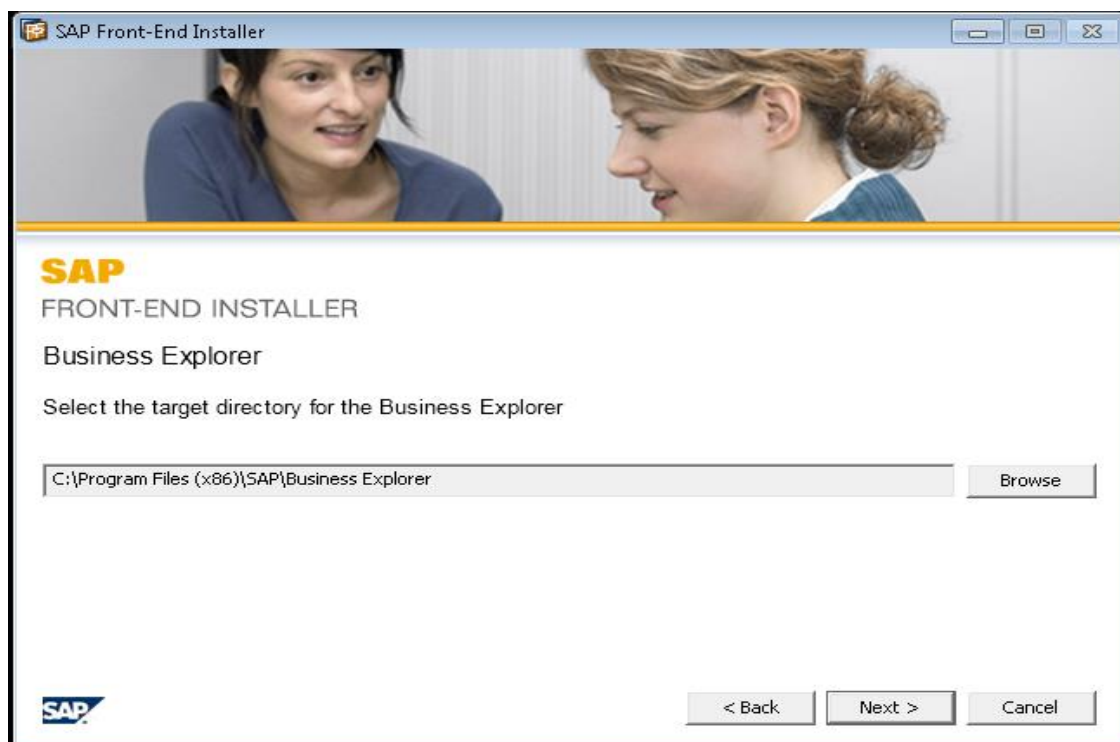 SAP Front-End Installer
SAP
FRONT-END INSTALLER
Business Explorer
Select the target directory for the Business Explorer
C:\Program Files (x86)\SAP\Business Explorer
Browse
SAP
< Back
Next >
Cancel